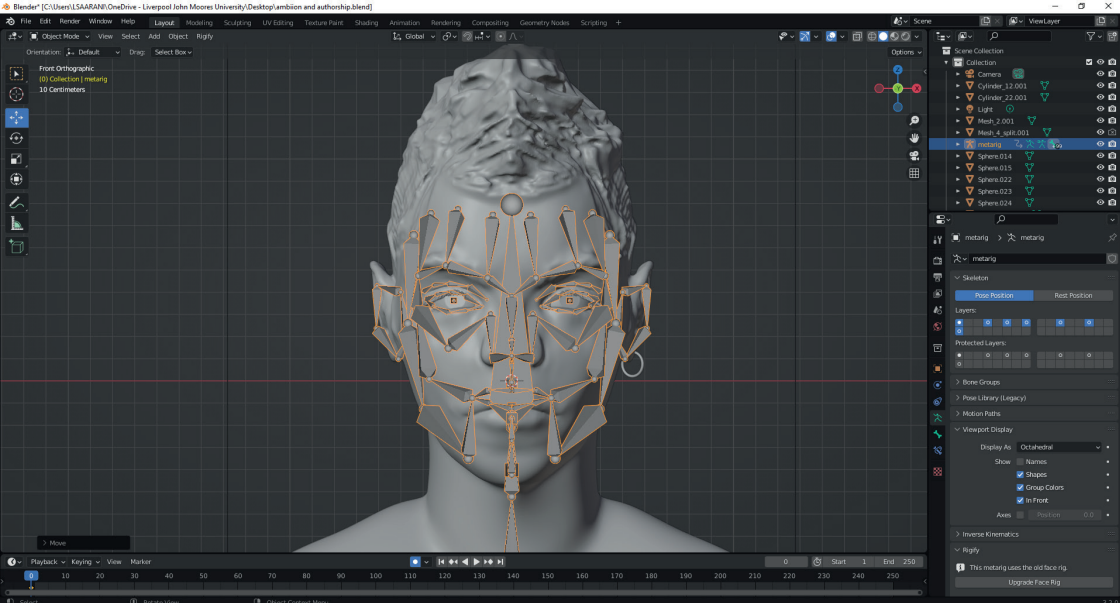 Blender* [C:\Users\LSAARANI\OneDrive - Liverpool John Moores University\Desktop\ambiion and authorship.blend]
File Edit Render Window Help Layout Modeling Sculpting UV Editing Texture Paint Shading Animation Rendering Compositing Geometry Nodes Scripting + Scene ViewLayer
Object Mode View Select Add Object Rigify Global
Orientation: Default Drag: Select Box Options
Front Orthographic
(0) Collection | metarig
10 Centimeters
Z
Y
X
Move
Scene Collection
Collection
Camera
Cylinder_12.001
Cylinder_22.001
Light
Mesh_2.001
Mesh_4_split.001
metarig
Sphere.014
Sphere.015
Sphere.022
Sphere.023
Sphere.024
metarig > metarig
metarig
Skeleton
Pose Position Rest Position
Layers:
Protected Layers:
Bone Groups
Pose Library (Legacy)
Motion Paths
Viewport Display
Display As Octahedral
Show Names
Shapes
Group Colors
In Front
Axes Position 0.0
Inverse Kinematics
Rigify
This metarig uses the old face rig.
Upgrade Face Rig
Playback Keying View Marker 0 Start 1 End 250
0 10 20 30 40 50 60 70 80 90 100 110 120 130 140 150 160 170 180 190 200 210 220 230 240 250
Select Rotate View Object Context Menu